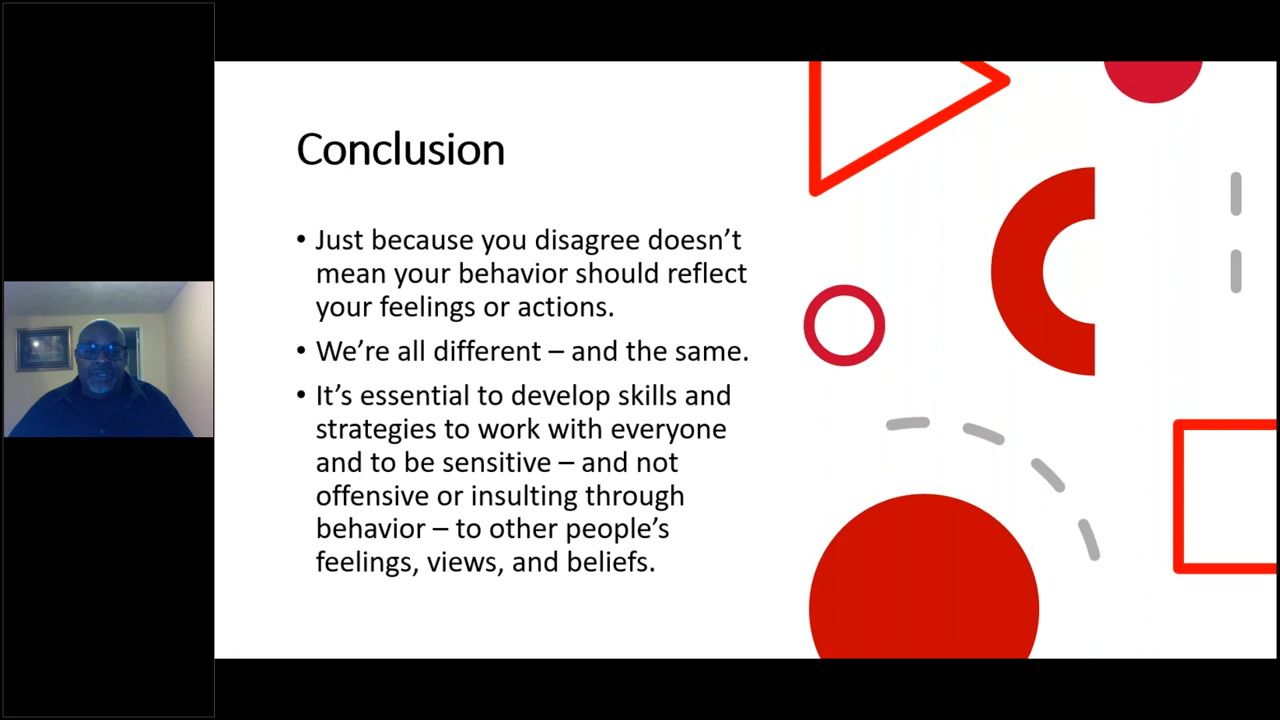 Conclusion
• Just because you disagree doesn’t
mean your behavior should reflect
your feelings or actions.
• We’re all different – and the same.
• It’s essential to develop skills and
strategies to work with everyone
and to be sensitive – and not
offensive or insulting through
behavior – to other people’s
feelings, views, and beliefs.